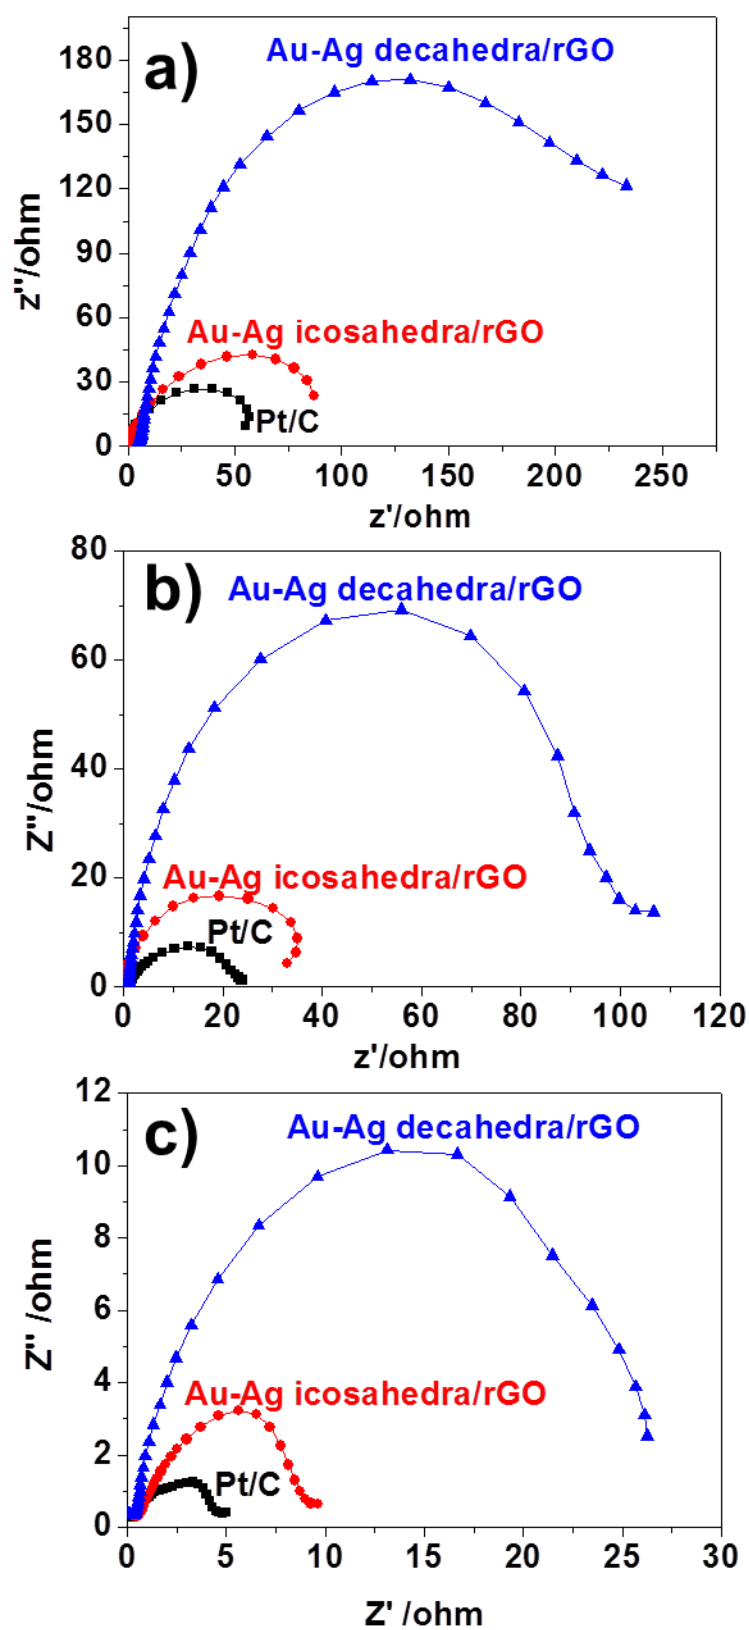 a)
Au-Ag decahedra/rGO
180
150
120
90
60
30
0
z''/ohm
Au-Ag icosahedra/rGO
Pt/C
0 50 100 150 200 250
z'/ohm
b)
Au-Ag decahedra/rGO
80
60
40
20
0
Z''/ohm
Au-Ag icosahedra/rGO
Pt/C
0 20 40 60 80 100 120
z'/ohm
c)
Au-Ag decahedra/rGO
12
10
8
6
4
2
0
Z'' /ohm
Au-Ag icosahedra/rGO
Pt/C
0 5 10 15 20 25 30
Z' /ohm